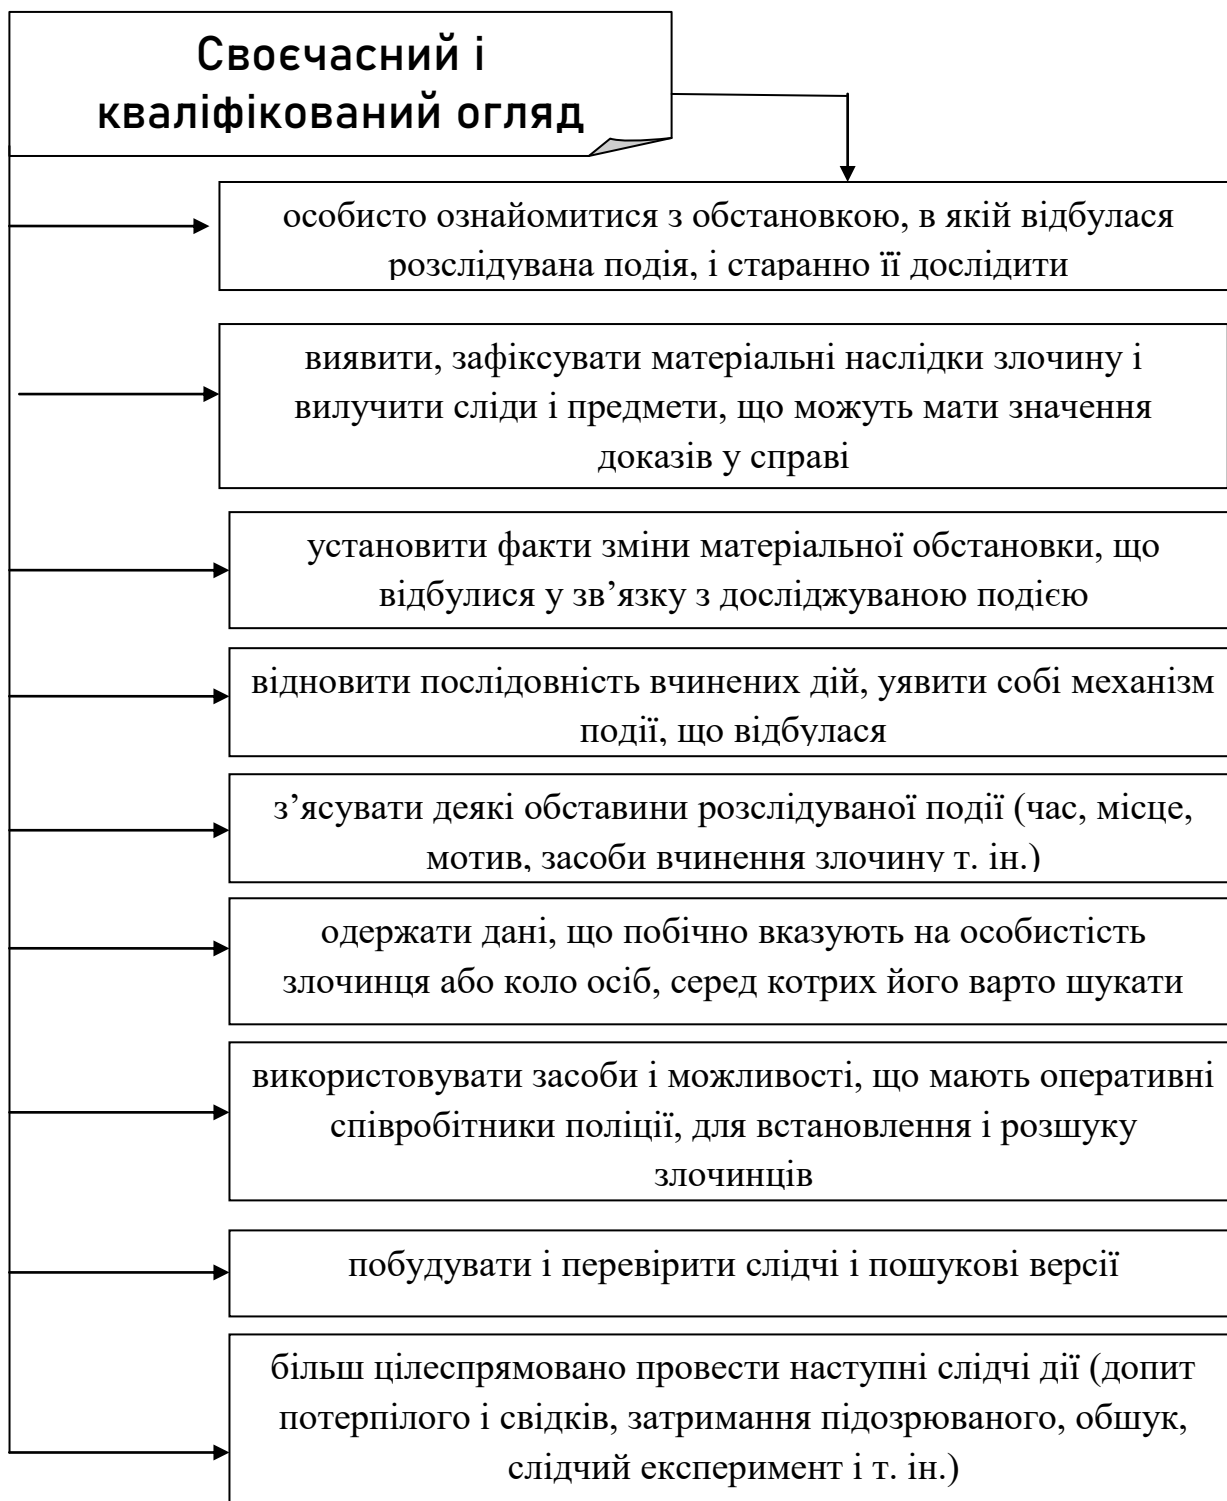 Своєчасний і
кваліфікований огляд
особисто ознайомитися з обстановкою, в якій відбулася
розслідувана подія, і старанно її дослідити
виявити, зафіксувати матеріальні наслідки злочину і
вилучити сліди і предмети, що можуть мати значення
доказів у справі
установити факти зміни матеріальної обстановки, що
відбулися у зв’язку з досліджуваною подією
відновити послідовність вчинених дій, уявити собі механізм
події, що відбулася
з’ясувати деякі обставини розслідуваної події (час, місце,
мотив, засоби вчинення злочину т. ін.)
одержати дані, що побічно вказують на особистість
злочинця або коло осіб, серед котрих його варто шукати
використовувати засоби і можливості, що мають оперативні
співробітники поліції, для встановлення і розшуку
злочинців
побудувати і перевірити слідчі і пошукові версії
більш цілеспрямовано провести наступні слідчі дії (допит
потерпілого і свідків, затримання підозрюваного, обшук,
слідчий експеримент і т. ін.)